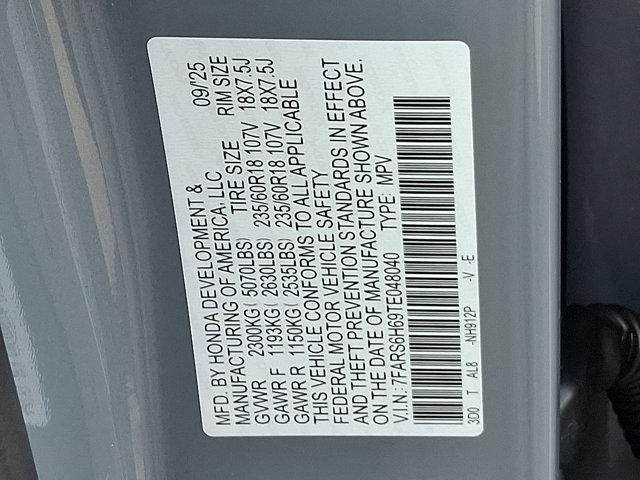 MFD. BY HONDA DEVELOPMENT & 09/25
MANUFACTURING OF AMERICA, LLC
GVWR 2300KG( 5070LBS) TIRE SIZE RIM SIZE
GAWR F 1193KG( 2630LBS) 235/60R18 107V 18X7.5J
GAWR R 1150KG( 2535LBS) 235/60R18 107V 18X7.5J
THIS VEHICLE CONFORMS TO ALL APPLICABLE
FEDERAL MOTOR VEHICLE SAFETY
AND THEFT PREVENTION STANDARDS IN EFFECT
ON THE DATE OF MANUFACTURE SHOWN ABOVE.
V.I.N.: 7FARS6H69TE048040 TYPE: MPV
3D0 T AL8 -NH912P -V -E